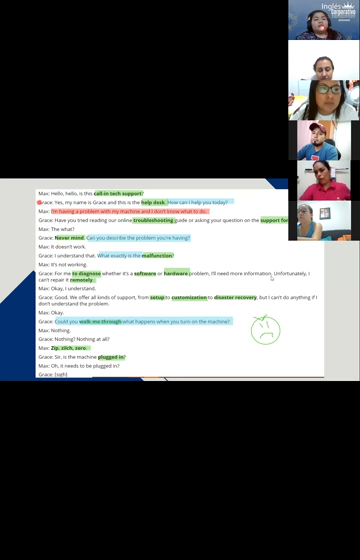 Inglés
Corporativo
Max: Hello, hello, is this call-in tech support?
Grace: Yes, my name is Grace and this is the help desk. How can I help you today?
Max: I'm having a problem with my machine and I don't know what to do.
Grace: Have you tried reading our online troubleshooting guide or asking your question on the support for
Max: The what?
Grace: Never mind. Can you describe the problem you're having?
Max: It doesn't work.
Grace: I understand that. What exactly is the malfunction?
Max: It's not working.
Grace: For me to diagnose whether it's a software or hardware problem, I'll need more information. Unfortunately, I
can't repair it remotely.
Max: Okay, I understand.
Grace: Good. We offer all kinds of support, from setup to customization to disaster recovery, but I can't do anything if I
don't understand the problem.
Max: Okay.
Grace: Could you walk me through what happens when you turn on the machine?
Max: Nothing.
Grace: Nothing? Nothing at all?
Max: Zip, zilch, zero.
Grace: Sir, is the machine plugged in?
Max: Oh, it needs to be plugged in?
Grace: [sigh]